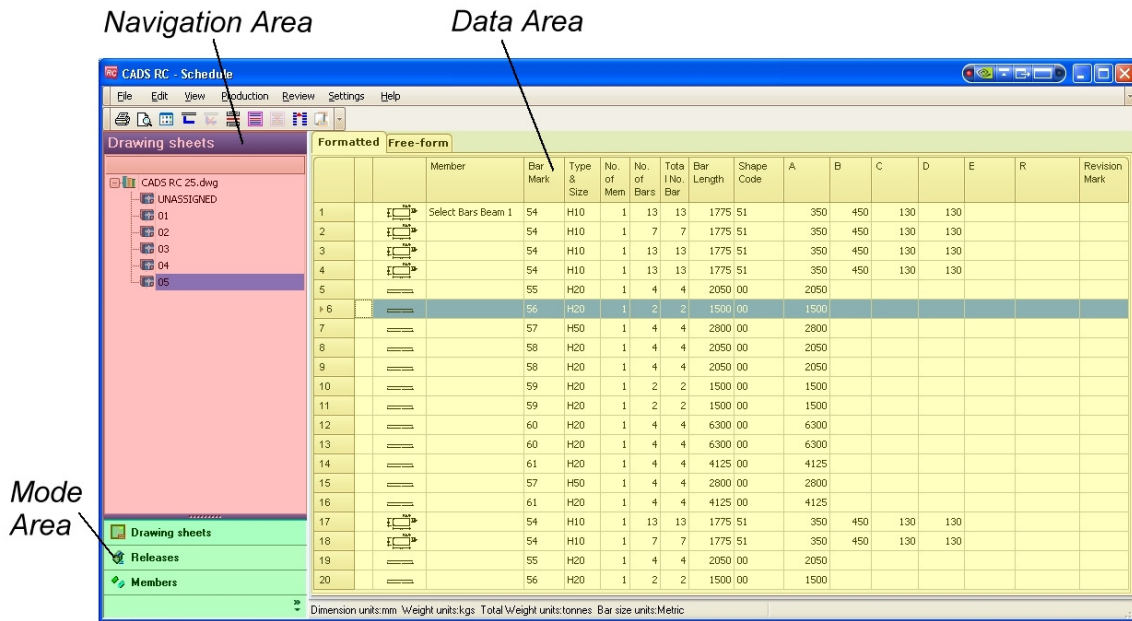 Navigation Area Data Area
CADS RC - Schedule
File Edit View Production Review Settings Help
Drawing sheets
CADS RC 25.dwg
UNASSIGNED
01
02
03
04
05
Mode
Area
Drawing sheets
Releases
Members
Formatted Free-form
Member Bar Type No. No. Tota Bar Shape A B C D E R Revision
Mark & of of l No. Length Code Mark
Size Mem Bars Bar
1 Select Bars Beam 1 54 H10 1 13 13 1775 51 350 450 130 130
2 54 H10 1 7 7 1775 51 350 450 130 130
3 54 H10 1 13 13 1775 51 350 450 130 130
4 54 H10 1 13 13 1775 51 350 450 130 130
5 55 H20 1 4 4 2050 00 2050
6 56 H20 1 2 2 1500 00 1500
7 57 H50 1 4 4 2800 00 2800
8 58 H20 1 4 4 2050 00 2050
9 58 H20 1 4 4 2050 00 2050
10 59 H20 1 2 2 1500 00 1500
11 59 H20 1 2 2 1500 00 1500
12 60 H20 1 4 4 6300 00 6300
13 60 H20 1 4 4 6300 00 6300
14 61 H20 1 4 4 4125 00 4125
15 57 H50 1 4 4 2800 00 2800
16 61 H20 1 4 4 4125 00 4125
17 54 H10 1 13 13 1775 51 350 450 130 130
18 54 H10 1 7 7 1775 51 350 450 130 130
19 55 H20 1 4 4 2050 00 2050
20 56 H20 1 2 2 1500 00 1500
Dimension units:mm Weight units:kgs Total Weight units:tonnes Bar size units:Metric